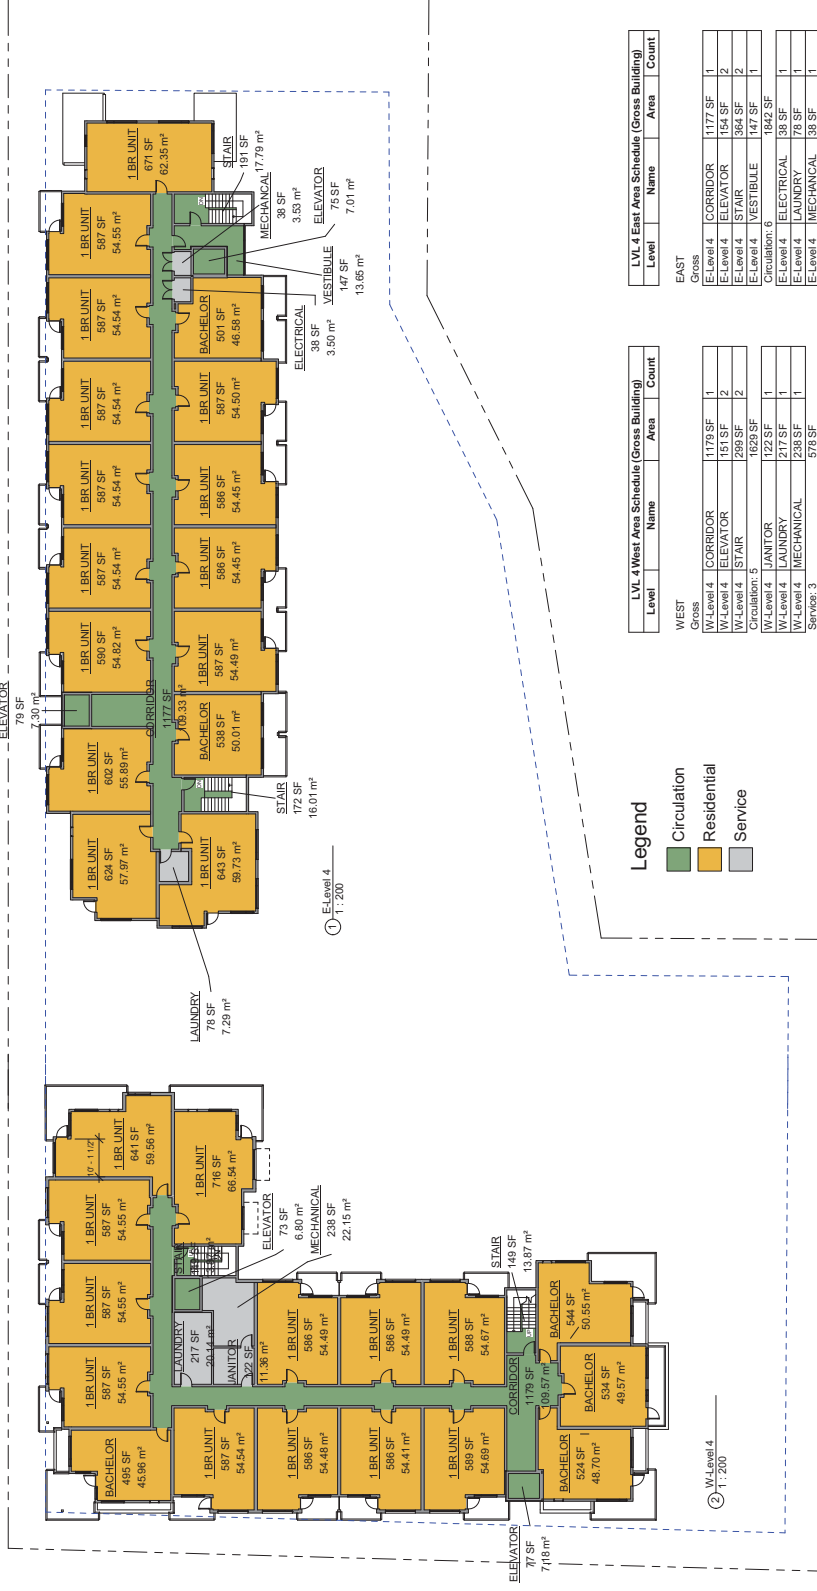 LVL 4 West Area Schedule (Gross Building)
Level Name Area Count
WEST
Gross
W-Level 4 CORRIDOR 1179 SF 1
W-Level 4 ELEVATOR 151 SF 2
W-Level 4 STAIR 299 SF 2
Circulation: 5 1629 SF
W-Level 4 JANITOR 122 SF 1
W-Level 4 LAUNDRY 217 SF 1
W-Level 4 MECHANICAL 238 SF 1
Service: 3 578 SF
LVL 4 East Area Schedule (Gross Building)
Level Name Area Count
EAST
Gross
E-Level 4 CORRIDOR 1177 SF 1
E-Level 4 ELEVATOR 154 SF 2
E-Level 4 STAIR 364 SF 2
E-Level 4 VESTIBULE 147 SF 1
Circulation: 6 1842 SF
E-Level 4 ELECTRICAL 38 SF 1
E-Level 4 LAUNDRY 78 SF 1
E-Level 4 MECHANCAL 38 SF 1
Legend
Circulation
Residential
Service
1 E-Level 4
1 : 200
2 W-Level 4
1 : 200
ELEVATOR
79 SF
7.30 m²
1 BR UNIT
624 SF
57.97 m²
1 BR UNIT
602 SF
55.89 m²
1 BR UNIT
590 SF
54.82 m²
1 BR UNIT
587 SF
54.54 m²
1 BR UNIT
587 SF
54.54 m²
1 BR UNIT
587 SF
54.54 m²
1 BR UNIT
587 SF
54.54 m²
1 BR UNIT
587 SF
54.55 m²
1 BR UNIT
671 SF
62.35 m²
CORRIDOR
1177 SF
109.33 m²
1 BR UNIT
643 SF
59.73 m²
BACHELOR
538 SF
50.01 m²
1 BR UNIT
587 SF
54.49 m²
1 BR UNIT
586 SF
54.45 m²
1 BR UNIT
586 SF
54.45 m²
1 BR UNIT
587 SF
54.50 m²
BACHELOR
501 SF
46.58 m²
LAUNDRY
78 SF
7.29 m²
STAIR
172 SF
16.01 m²
ELECTRICAL
38 SF
3.50 m²
VESTIBULE
147 SF
13.65 m²
ELEVATOR
75 SF
7.01 m²
MECHANCAL
38 SF
3.53 m²
STAIR
191 SF
17.79 m²
BACHELOR
495 SF
45.96 m²
1 BR UNIT
587 SF
54.55 m²
1 BR UNIT
587 SF
54.55 m²
1 BR UNIT
587 SF
54.55 m²
1 BR UNIT
641 SF
59.56 m²
10' - 1 1/2"
1 BR UNIT
716 SF
66.54 m²
STAIR
ELEVATOR
73 SF
6.80 m²
MECHANICAL
238 SF
22.15 m²
LAUNDRY
217 SF
20.14 m²
JANITOR
122 SF
11.36 m²
1 BR UNIT
587 SF
54.54 m²
1 BR UNIT
586 SF
54.48 m²
1 BR UNIT
586 SF
54.41 m²
1 BR UNIT
589 SF
54.69 m²
1 BR UNIT
586 SF
54.49 m²
1 BR UNIT
586 SF
54.49 m²
1 BR UNIT
588 SF
54.67 m²
STAIR
149 SF
13.87 m²
CORRIDOR
1179 SF
109.57 m²
ELEVATOR
77 SF
7.18 m²
BACHELOR
524 SF
48.70 m²
BACHELOR
534 SF
49.57 m²
BACHELOR
544 SF
50.55 m²